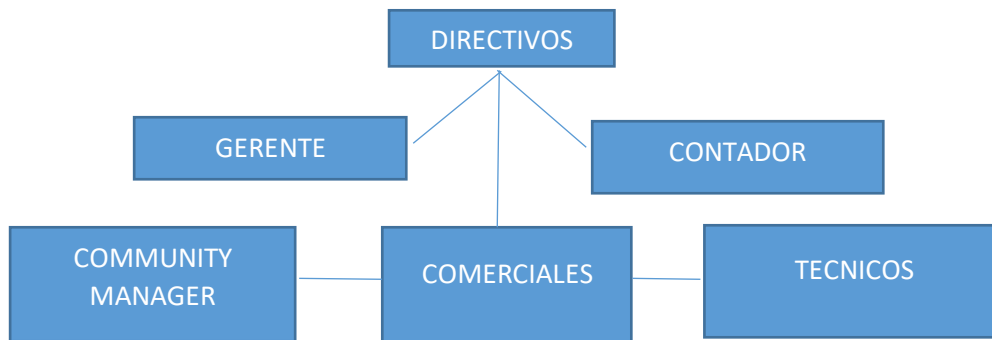 DIRECTIVOS
GERENTE
CONTADOR
COMMUNITY
MANAGER
COMERCIALES
TECNICOS